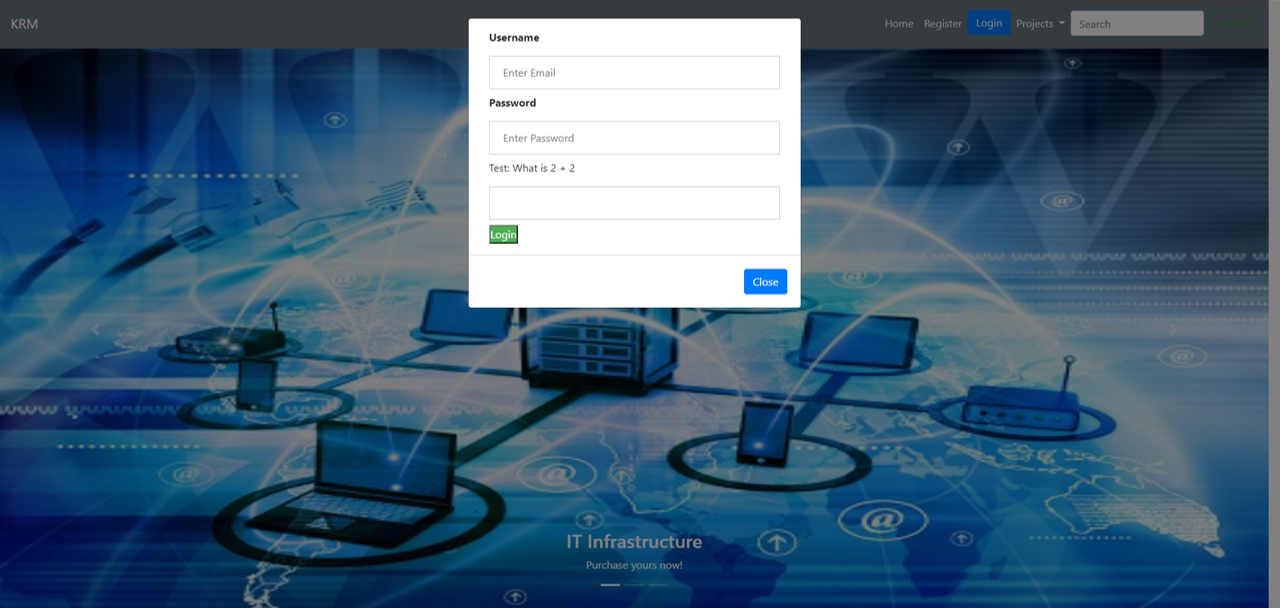 KRM
Home Register Login Projects Search
Username
Enter Email
Password
Enter Password
Test: What is 2 + 2
Login
Close
IT Infrastructure
Purchase yours now!